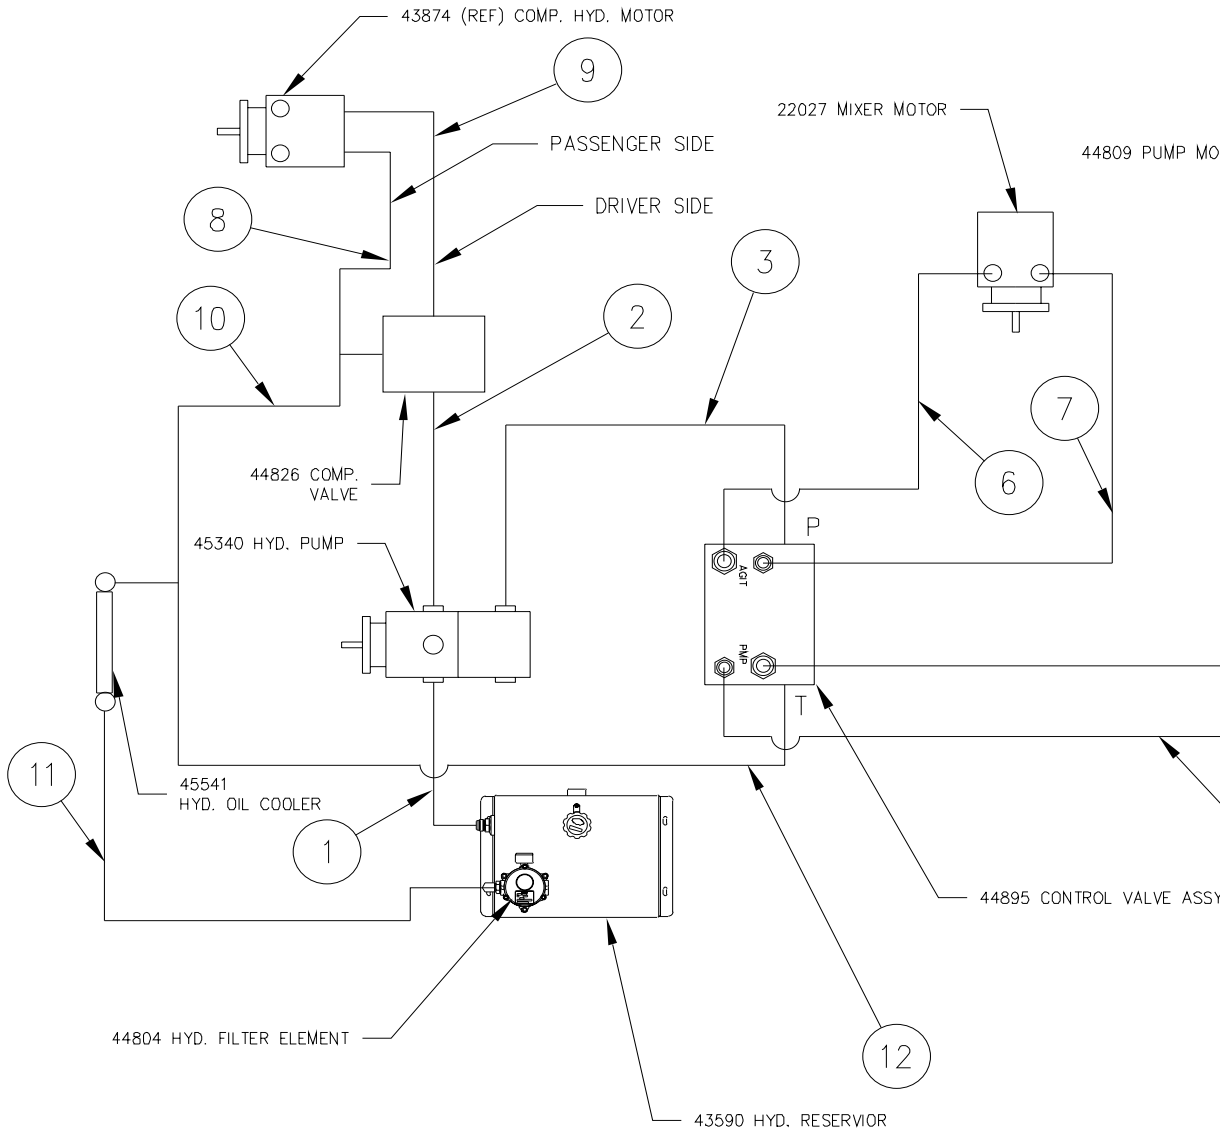 43874 (REF) COMP. HYD. MOTOR
9
22027 MIXER MOTOR
PASSENGER SIDE
44809 PUMP MO
8
DRIVER SIDE
3
10
2
7
44826 COMP.
VALVE
6
P
45340 HYD. PUMP
AGIT
PMP
T
11
45541
HYD. OIL COOLER
1
44895 CONTROL VALVE ASSY
44804 HYD. FILTER ELEMENT
12
43590 HYD. RESERVIOR